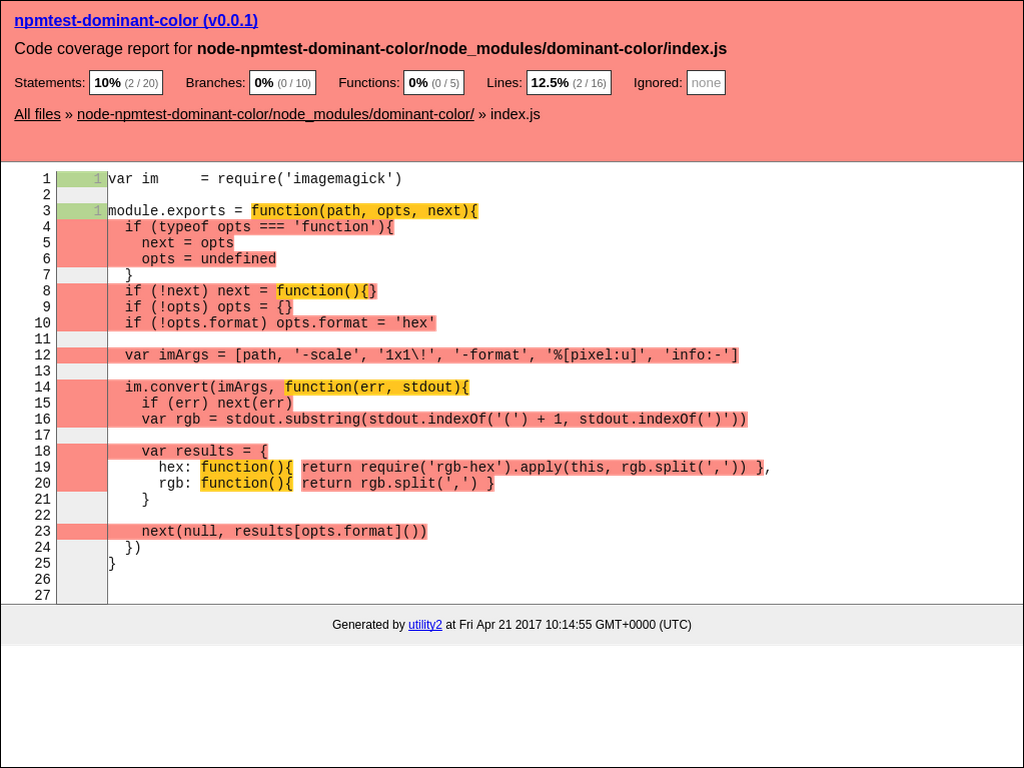 npmtest-dominant-color (v0.0.1)
Code coverage report for node-npmtest-dominant-color/node_modules/dominant-color/index.js
Statements: 10% (2 / 20) Branches: 0% (0 / 10) Functions: 0% (0 / 5) Lines: 12.5% (2 / 16) Ignored: none
All files » node-npmtest-dominant-color/node_modules/dominant-color/ » index.js
1 1 var im     = require('imagemagick')
2
3 1 module.exports = function(path, opts, next){
4   if (typeof opts === 'function'){
5     next = opts
6     opts = undefined
7   }
8   if (!next) next = function(){}
9   if (!opts) opts = {}
10   if (!opts.format) opts.format = 'hex'
11
12   var imArgs = [path, '-scale', '1x1\!', '-format', '%[pixel:u]', 'info:-']
13
14   im.convert(imArgs, function(err, stdout){
15     if (err) next(err)
16     var rgb = stdout.substring(stdout.indexOf('(') + 1, stdout.indexOf(')'))
17
18     var results = {
19       hex: function(){ return require('rgb-hex').apply(this, rgb.split(',')) },
20       rgb: function(){ return rgb.split(',') }
21     }
22
23     next(null, results[opts.format]())
24   })
25 }
26
27
Generated by utility2 at Fri Apr 21 2017 10:14:55 GMT+0000 (UTC)